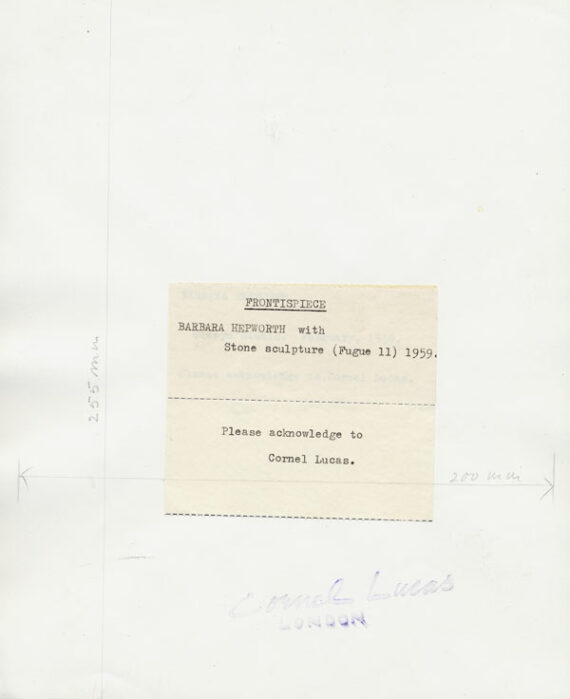 FRONTISPIECE
BARBARA HEPWORTH with
Stone sculpture (Fugue 11) 1959.
255 mm
Please acknowledge to
Cornel Lucas.
200 mm
Cornel Lucas
LONDON